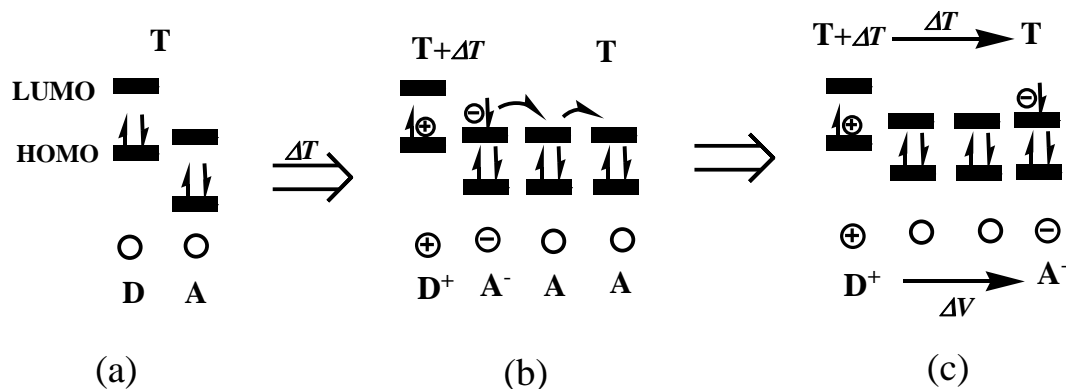 T
LUMO
HOMO
D A
(a)
ΔT
T+ΔT T
⊕ ⊖
⊕ ⊖
D⁺ A⁻ A A
(b)
T+ΔT ΔT T
⊕ ⊖
⊕ ⊖
D⁺ A⁻
ΔV
(c)